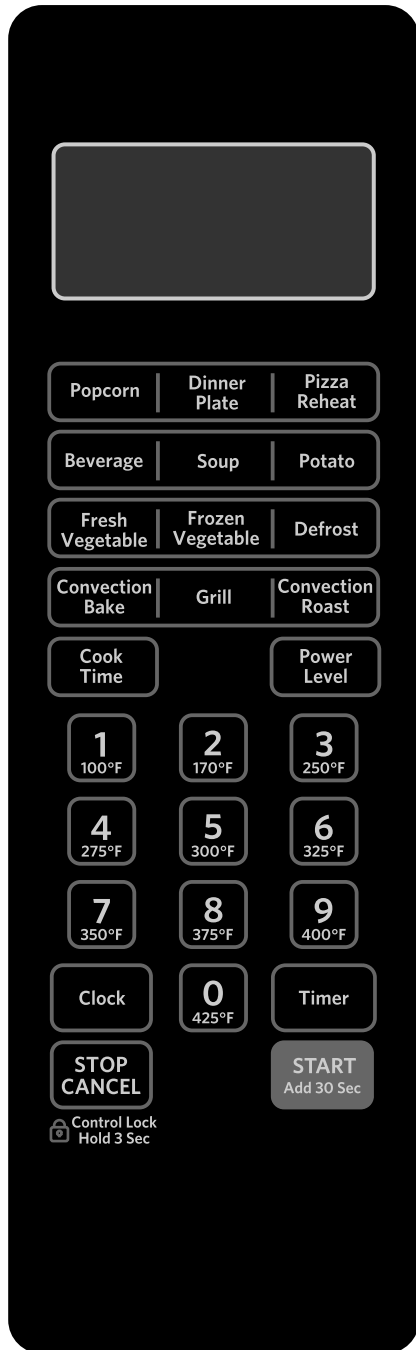 Popcorn
Dinner
Plate
Pizza
Reheat
Beverage
Soup
Potato
Fresh
Vegetable
Frozen
Vegetable
Defrost
Convection
Bake
Grill
Convection
Roast
Cook
Time
Power
Level
1
100°F
2
170°F
3
250°F
4
275°F
5
300°F
6
325°F
7
350°F
8
375°F
9
400°F
Clock
0
425°F
Timer
STOP
CANCEL
START
Add 30 Sec
Control Lock
Hold 3 Sec